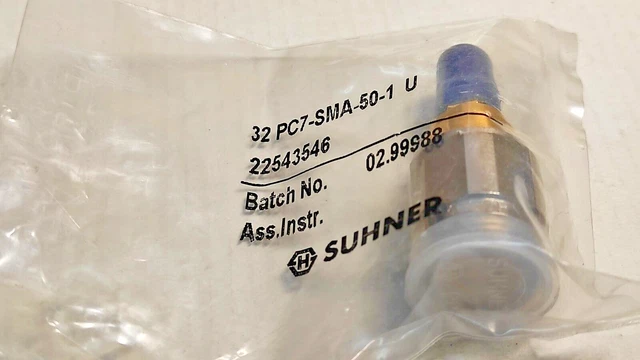 32 PC7-SMA-50-1 U
22543546
Batch No. 02.99988
Ass.Instr.
H SUHNER